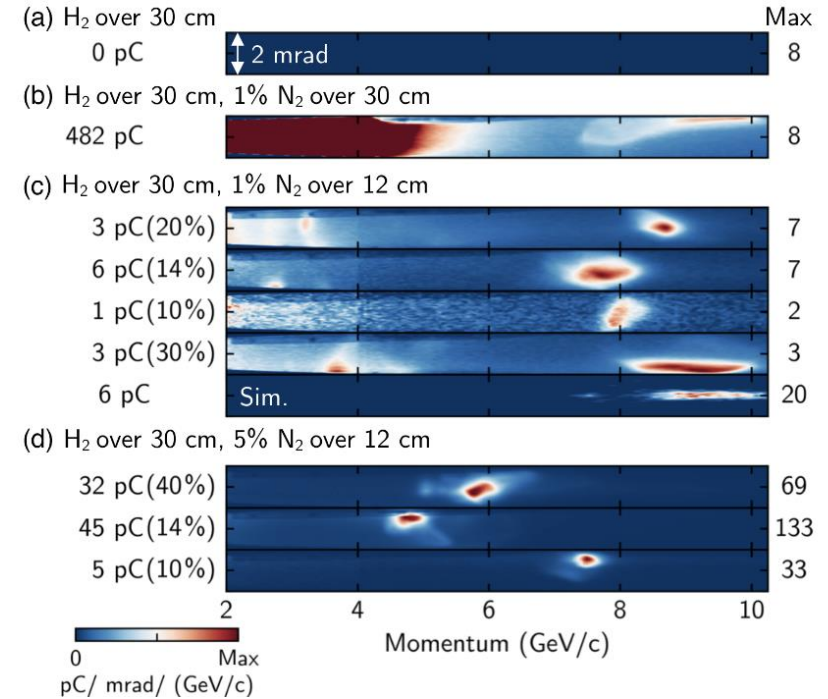 (a) H₂ over 30 cm Max
0 pC 2 mrad 8
(b) H₂ over 30 cm, 1% N₂ over 30 cm
482 pC 8
(c) H₂ over 30 cm, 1% N₂ over 12 cm
3 pC(20%) 7
6 pC(14%) 7
1 pC(10%) 2
3 pC(30%) 3
6 pC Sim. 20
(d) H₂ over 30 cm, 5% N₂ over 12 cm
32 pC(40%) 69
45 pC(14%) 133
5 pC(10%) 33
2 4 6 8 10
Momentum (GeV/c)
0 Max
pC/ mrad/ (GeV/c)